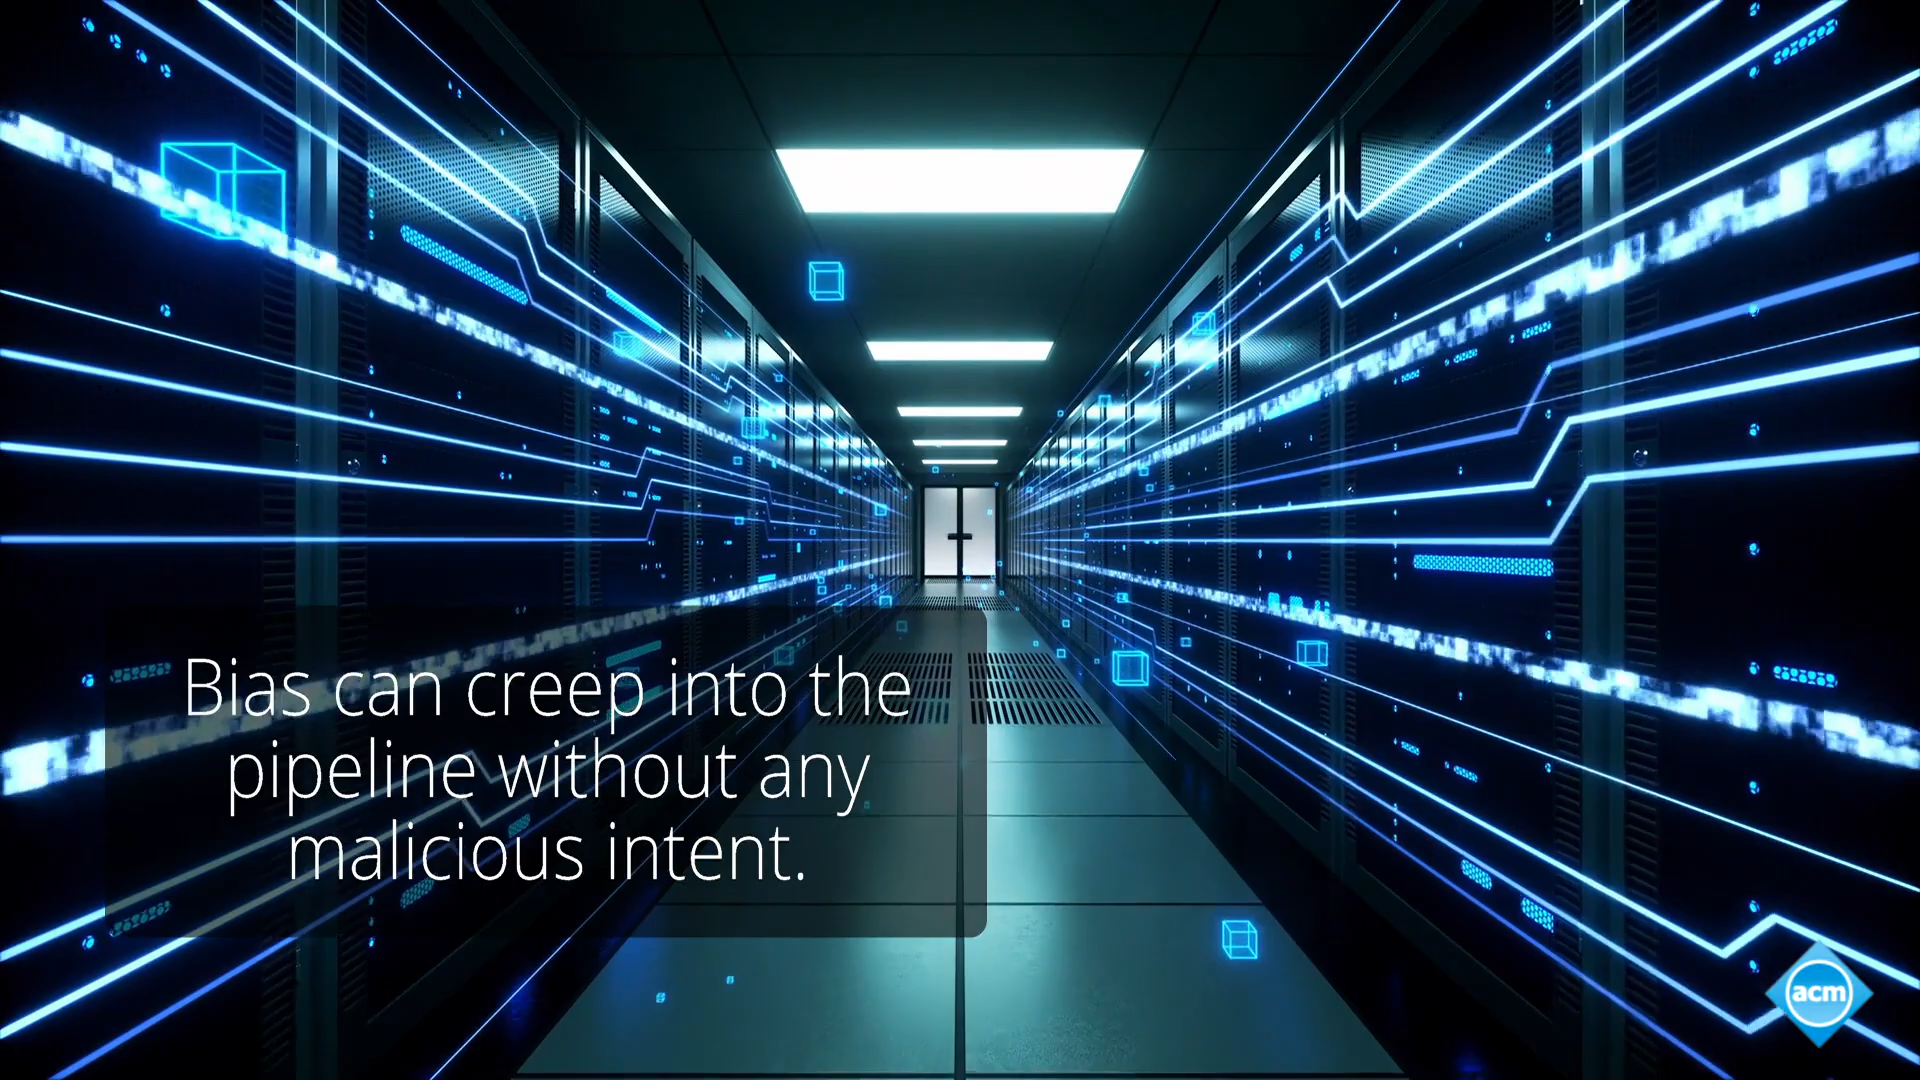 Bias can creep into the
pipeline without any
malicious intent.
acm